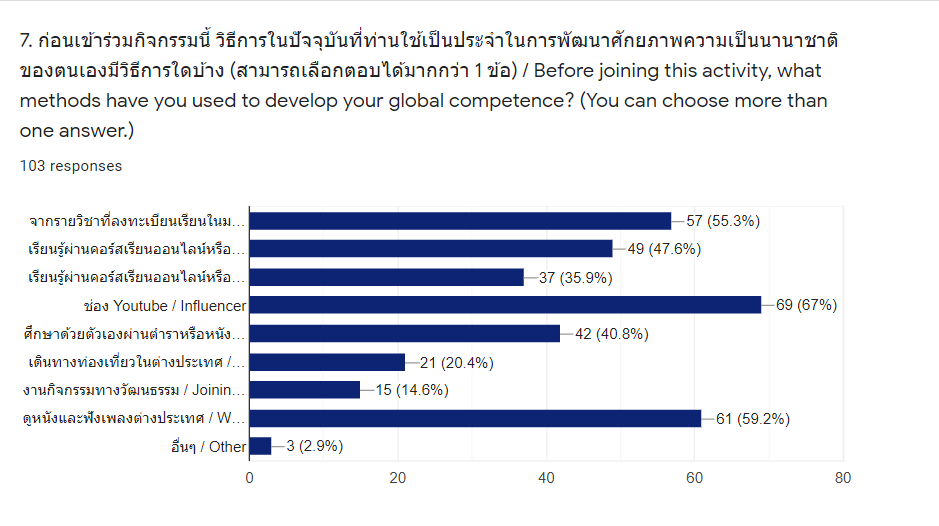 7. ก่อนเข้าร่วมกิจกรรมนี้ วิธีการในปัจจุบันที่ท่านใช้เป็นประจำในการพัฒนาศักยภาพความเป็นนานาชาติ
ของตนเองมีวิธีการใดบ้าง (สามารถเลือกตอบได้มากกว่า 1 ข้อ) / Before joining this activity, what
methods have you used to develop your global competence? (You can choose more than
one answer.)
103 responses
จากรายวิชาที่ลงทะเบียนเรียนในม... 57 (55.3%)
เรียนรู้ผ่านคอร์สเรียนออนไลน์หรือ... 49 (47.6%)
เรียนรู้ผ่านคอร์สเรียนออนไลน์หรือ... 37 (35.9%)
ช่อง Youtube / Influencer 69 (67%)
ศึกษาด้วยตัวเองผ่านตำราหรือหนัง... 42 (40.8%)
เดินทางท่องเที่ยวในต่างประเทศ /... 21 (20.4%)
งานกิจกรรมทางวัฒนธรรม / Joinin... 15 (14.6%)
ดูหนังและฟังเพลงต่างประเทศ / W... 61 (59.2%)
อื่นๆ / Other 3 (2.9%)
0 20 40 60 80